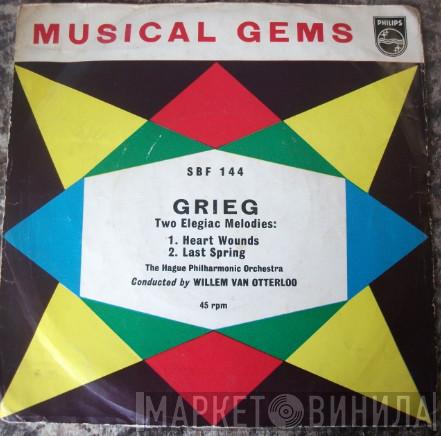 MUSICAL GEMS
PHILIPS
SBF 144
GRIEG
Two Elegiac Melodies:
1. Heart Wounds
2. Last Spring
The Hague Philharmonic Orchestra
Conducted by WILLEM VAN OTTERLOO
45 rpm
МАРКЕТ ВИНИЛА